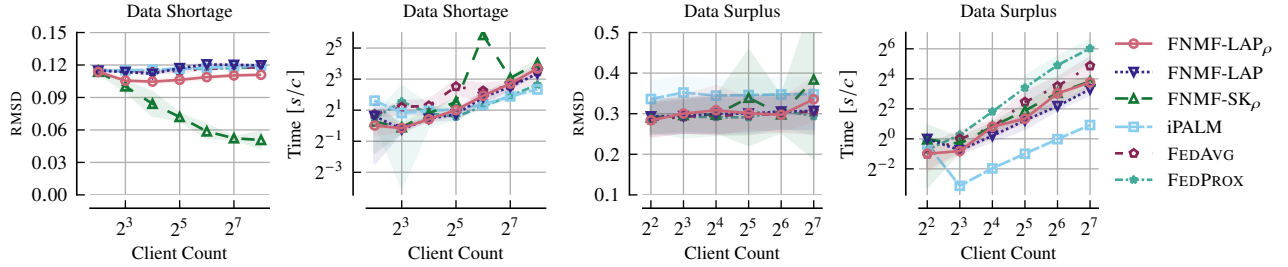 Data Shortage
RMSD
0.15
0.12
0.09
0.06
0.03
0.00
2^3 2^5 2^7
Client Count
Data Shortage
Time [s/c]
2^5
2^3
2^1
2^-1
2^-3
2^3 2^5 2^7
Client Count
Data Surplus
RMSD
0.5
0.4
0.3
0.2
0.1
2^2 2^3 2^4 2^5 2^6 2^7
Client Count
Data Surplus
Time [s/c]
2^6
2^4
2^2
2^0
2^-2
2^2 2^3 2^4 2^5 2^6 2^7
Client Count
FNMF-LAPρ
FNMF-LAP
FNMF-SKρ
iPALM
FEDAVG
FEDPROX